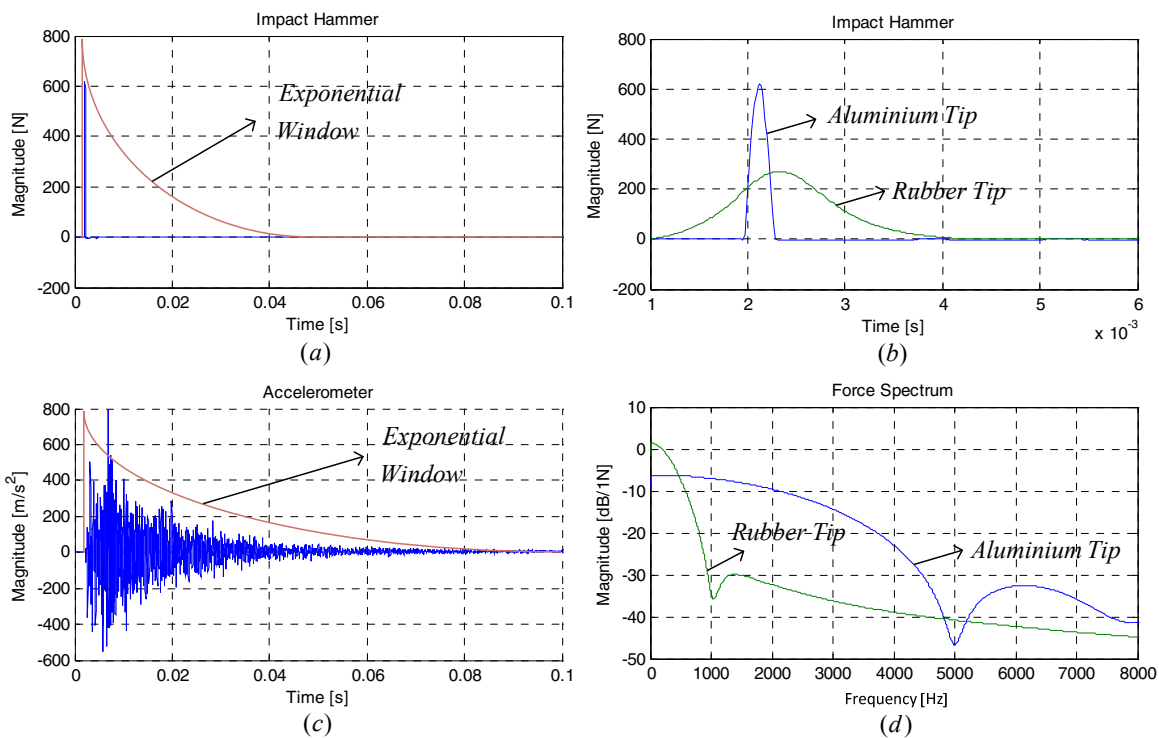 Impact Hammer
Magnitude [N]
800
600
400
200
0
-200
Exponential
Window
0 0.02 0.04 0.06 0.08 0.1
Time [s]
(a)
Impact Hammer
Magnitude [N]
800
600
400
200
0
-200
Aluminium Tip
Rubber Tip
1 2 3 4 5 6
Time [s]
x 10-3
(b)
Accelerometer
Magnitude [m/s2]
800
600
400
200
0
-200
-400
-600
Exponential
Window
0 0.02 0.04 0.06 0.08 0.1
Time [s]
(c)
Force Spectrum
Magnitude [dB/1N]
10
0
-10
-20
-30
-40
-50
Rubber Tip
Aluminium Tip
0 1000 2000 3000 4000 5000 6000 7000 8000
Frequency [Hz]
(d)